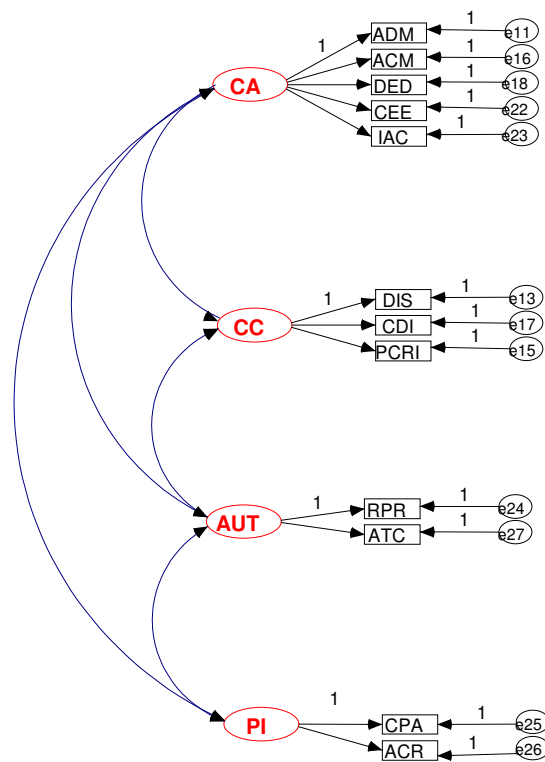 1 ADM 1 e11
ACM 1 e16
CA DED 1 e18
CEE 1 e22
IAC 1 e23
1 DIS 1 e13
CC CDI 1 e17
PCRI 1 e15
1 RPR 1 e24
AUT ATC 1 e27
1 CPA 1 e25
PI ACR 1 e26